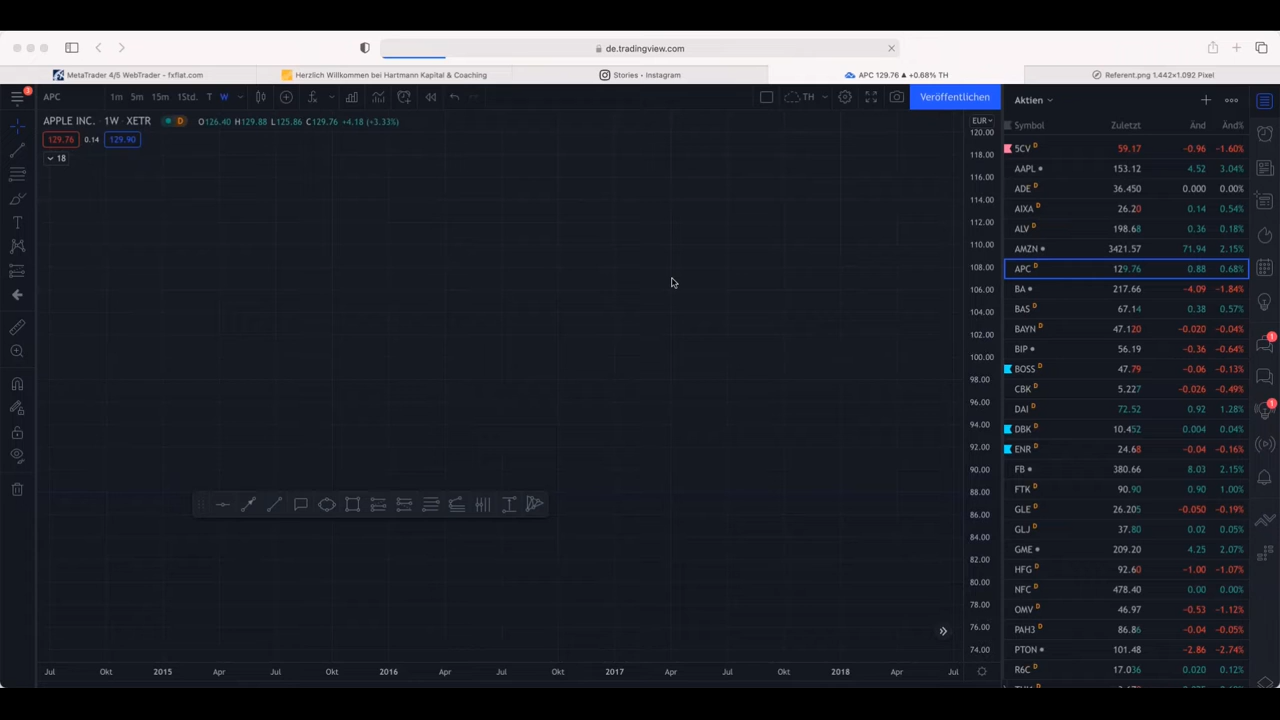 de.tradingview.com
MetaTrader 4/5 WebTrader - fxflat.com
Herzlich Willkommen bei Hartmann Kapital & Coaching
Stories • Instagram
APC 129.76 ▲ +0.68% TH
Referent.png 1.442×1.092 Pixel
3
APC
1m 5m 15m 1Std. T W
TH
Veröffentlichen
Aktien
APPLE INC. · 1W · XETR
D
O126.40 H129.88 L125.86 C129.76 +4.18 (+3.33%)
129.76 0.14 129.90
18
EUR
120.00
118.00
116.00
114.00
112.00
110.00
108.00
106.00
104.00
102.00
100.00
98.00
96.00
94.00
92.00
90.00
88.00
86.00
84.00
82.00
80.00
78.00
76.00
74.00
Jul Okt 2015 Apr Jul Okt 2016 Apr Jul Okt 2017 Apr Jul Okt 2018 Apr Jul
Symbol Zuletzt Änd Änd%
5CV D 59.17 −0.96 −1.60%
AAPL 153.12 4.52 3.04%
ADE D 36.450 0.000 0.00%
AIXA D 26.20 0.14 0.54%
ALV D 198.68 0.36 0.18%
AMZN 3421.57 71.94 2.15%
APC D 129.76 0.88 0.68%
BA 217.66 −4.09 −1.84%
BAS D 67.14 0.38 0.57%
BAYN D 47.120 −0.020 −0.04%
BIP 56.19 −0.36 −0.64%
BOSS D 47.79 −0.06 −0.13%
CBK D 5.227 −0.026 −0.49%
DAI D 72.52 0.92 1.28%
DBK D 10.452 0.004 0.04%
ENR D 24.68 −0.04 −0.16%
FB 380.66 8.03 2.15%
FTK D 90.90 0.90 1.00%
GLE D 26.205 −0.050 −0.19%
GLJ D 37.80 0.02 0.05%
GME 209.20 4.25 2.07%
HFG D 92.60 −1.00 −1.07%
NFC D 478.40 0.00 0.00%
OMV D 46.97 −0.53 −1.12%
PAH3 D 86.86 −0.04 −0.05%
PTON 101.48 −2.86 −2.74%
R6C D 17.036 0.020 0.12%
1
1